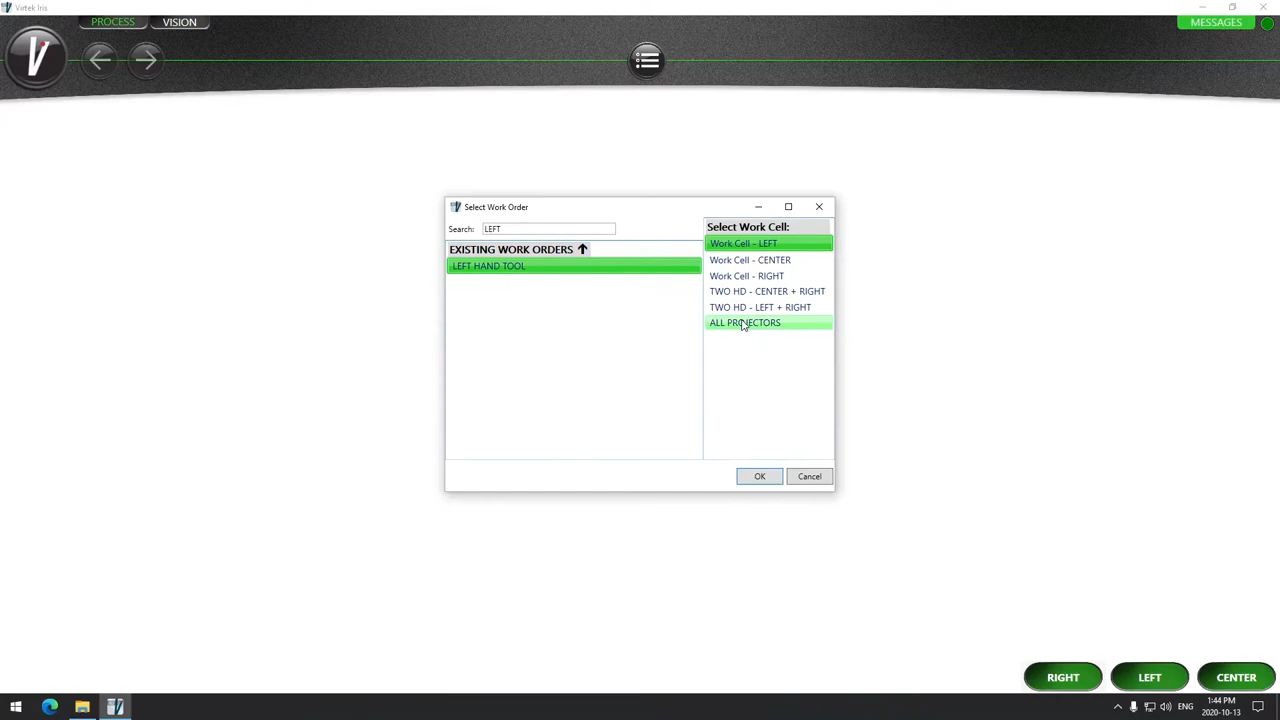 Virtek Iris
PROCESS
VISION
MESSAGES
Select Work Order
Search:
LEFT
EXISTING WORK ORDERS
LEFT HAND TOOL
Select Work Cell:
Work Cell - LEFT
Work Cell - CENTER
Work Cell - RIGHT
TWO HD - CENTER + RIGHT
TWO HD - LEFT + RIGHT
ALL PROJECTORS
OK
Cancel
RIGHT
LEFT
CENTER
ENG
1:44 PM
2020-10-13